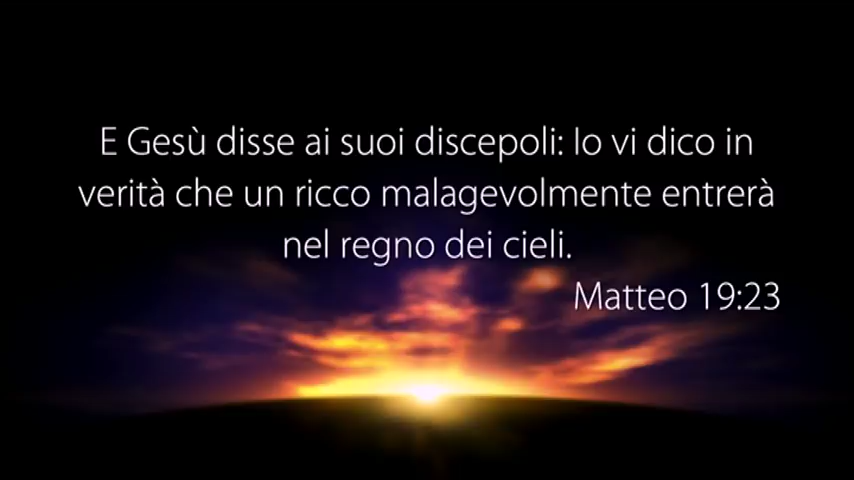 E Gesù disse ai suoi discepoli: Io vi dico in
verità che un ricco malagevolmente entrerà
nel regno dei cieli.
Matteo 19:23